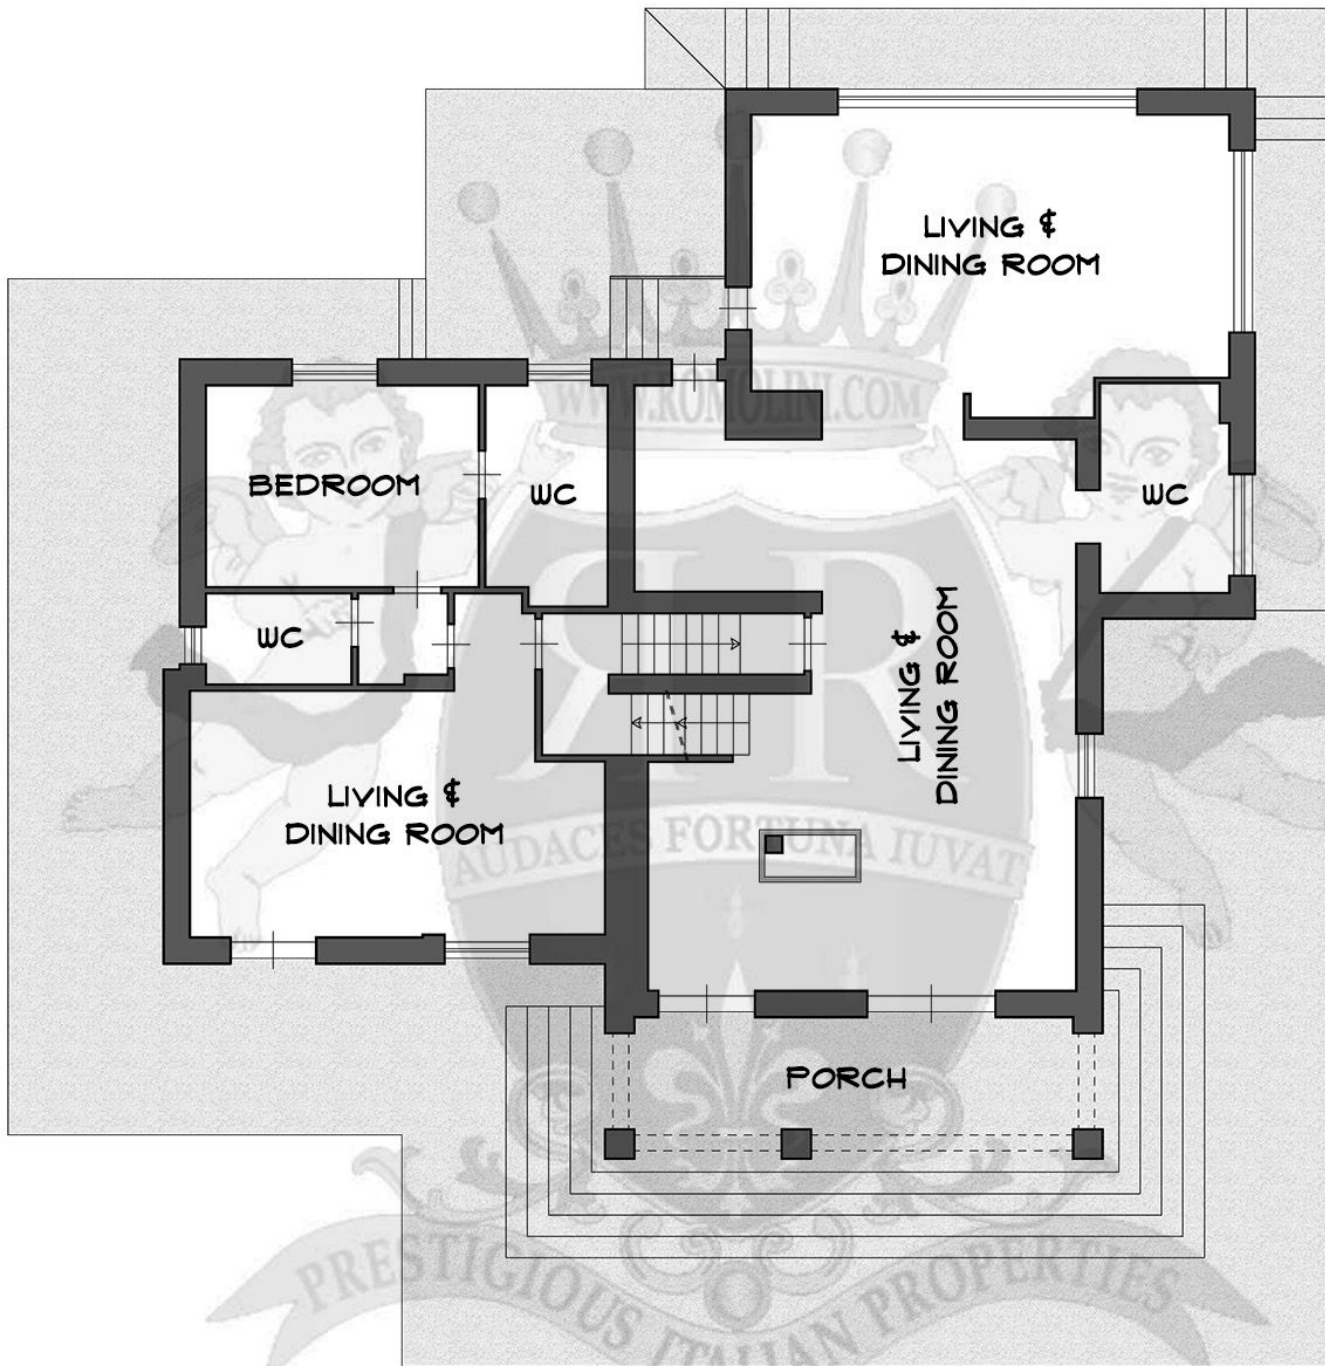 LIVING &
DINING ROOM
WWW.ROMOLINI.COM
BEDROOM
WC
WC
WC
LIVING &
DINING ROOM
RR
LIVING &
DINING ROOM
AUDACES FORTUNA IUVAT
PORCH
PRESTIGIOUS ITALIAN PROPERTIES